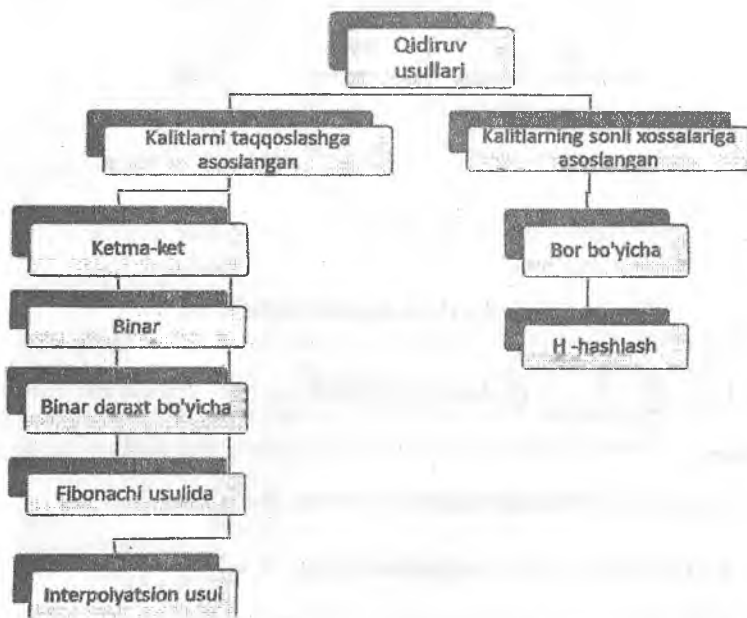 Qidiruv
usullari
Kalitlarni taqqoslashga
asoslangan
Kalitlarning sonli xossalariga
asoslangan
Ketma-ket
Bor bo'yicha
Binar
H -hashlash
Binar daraxt bo'yicha
Fibonachi usulida
Interpolyatsion usul